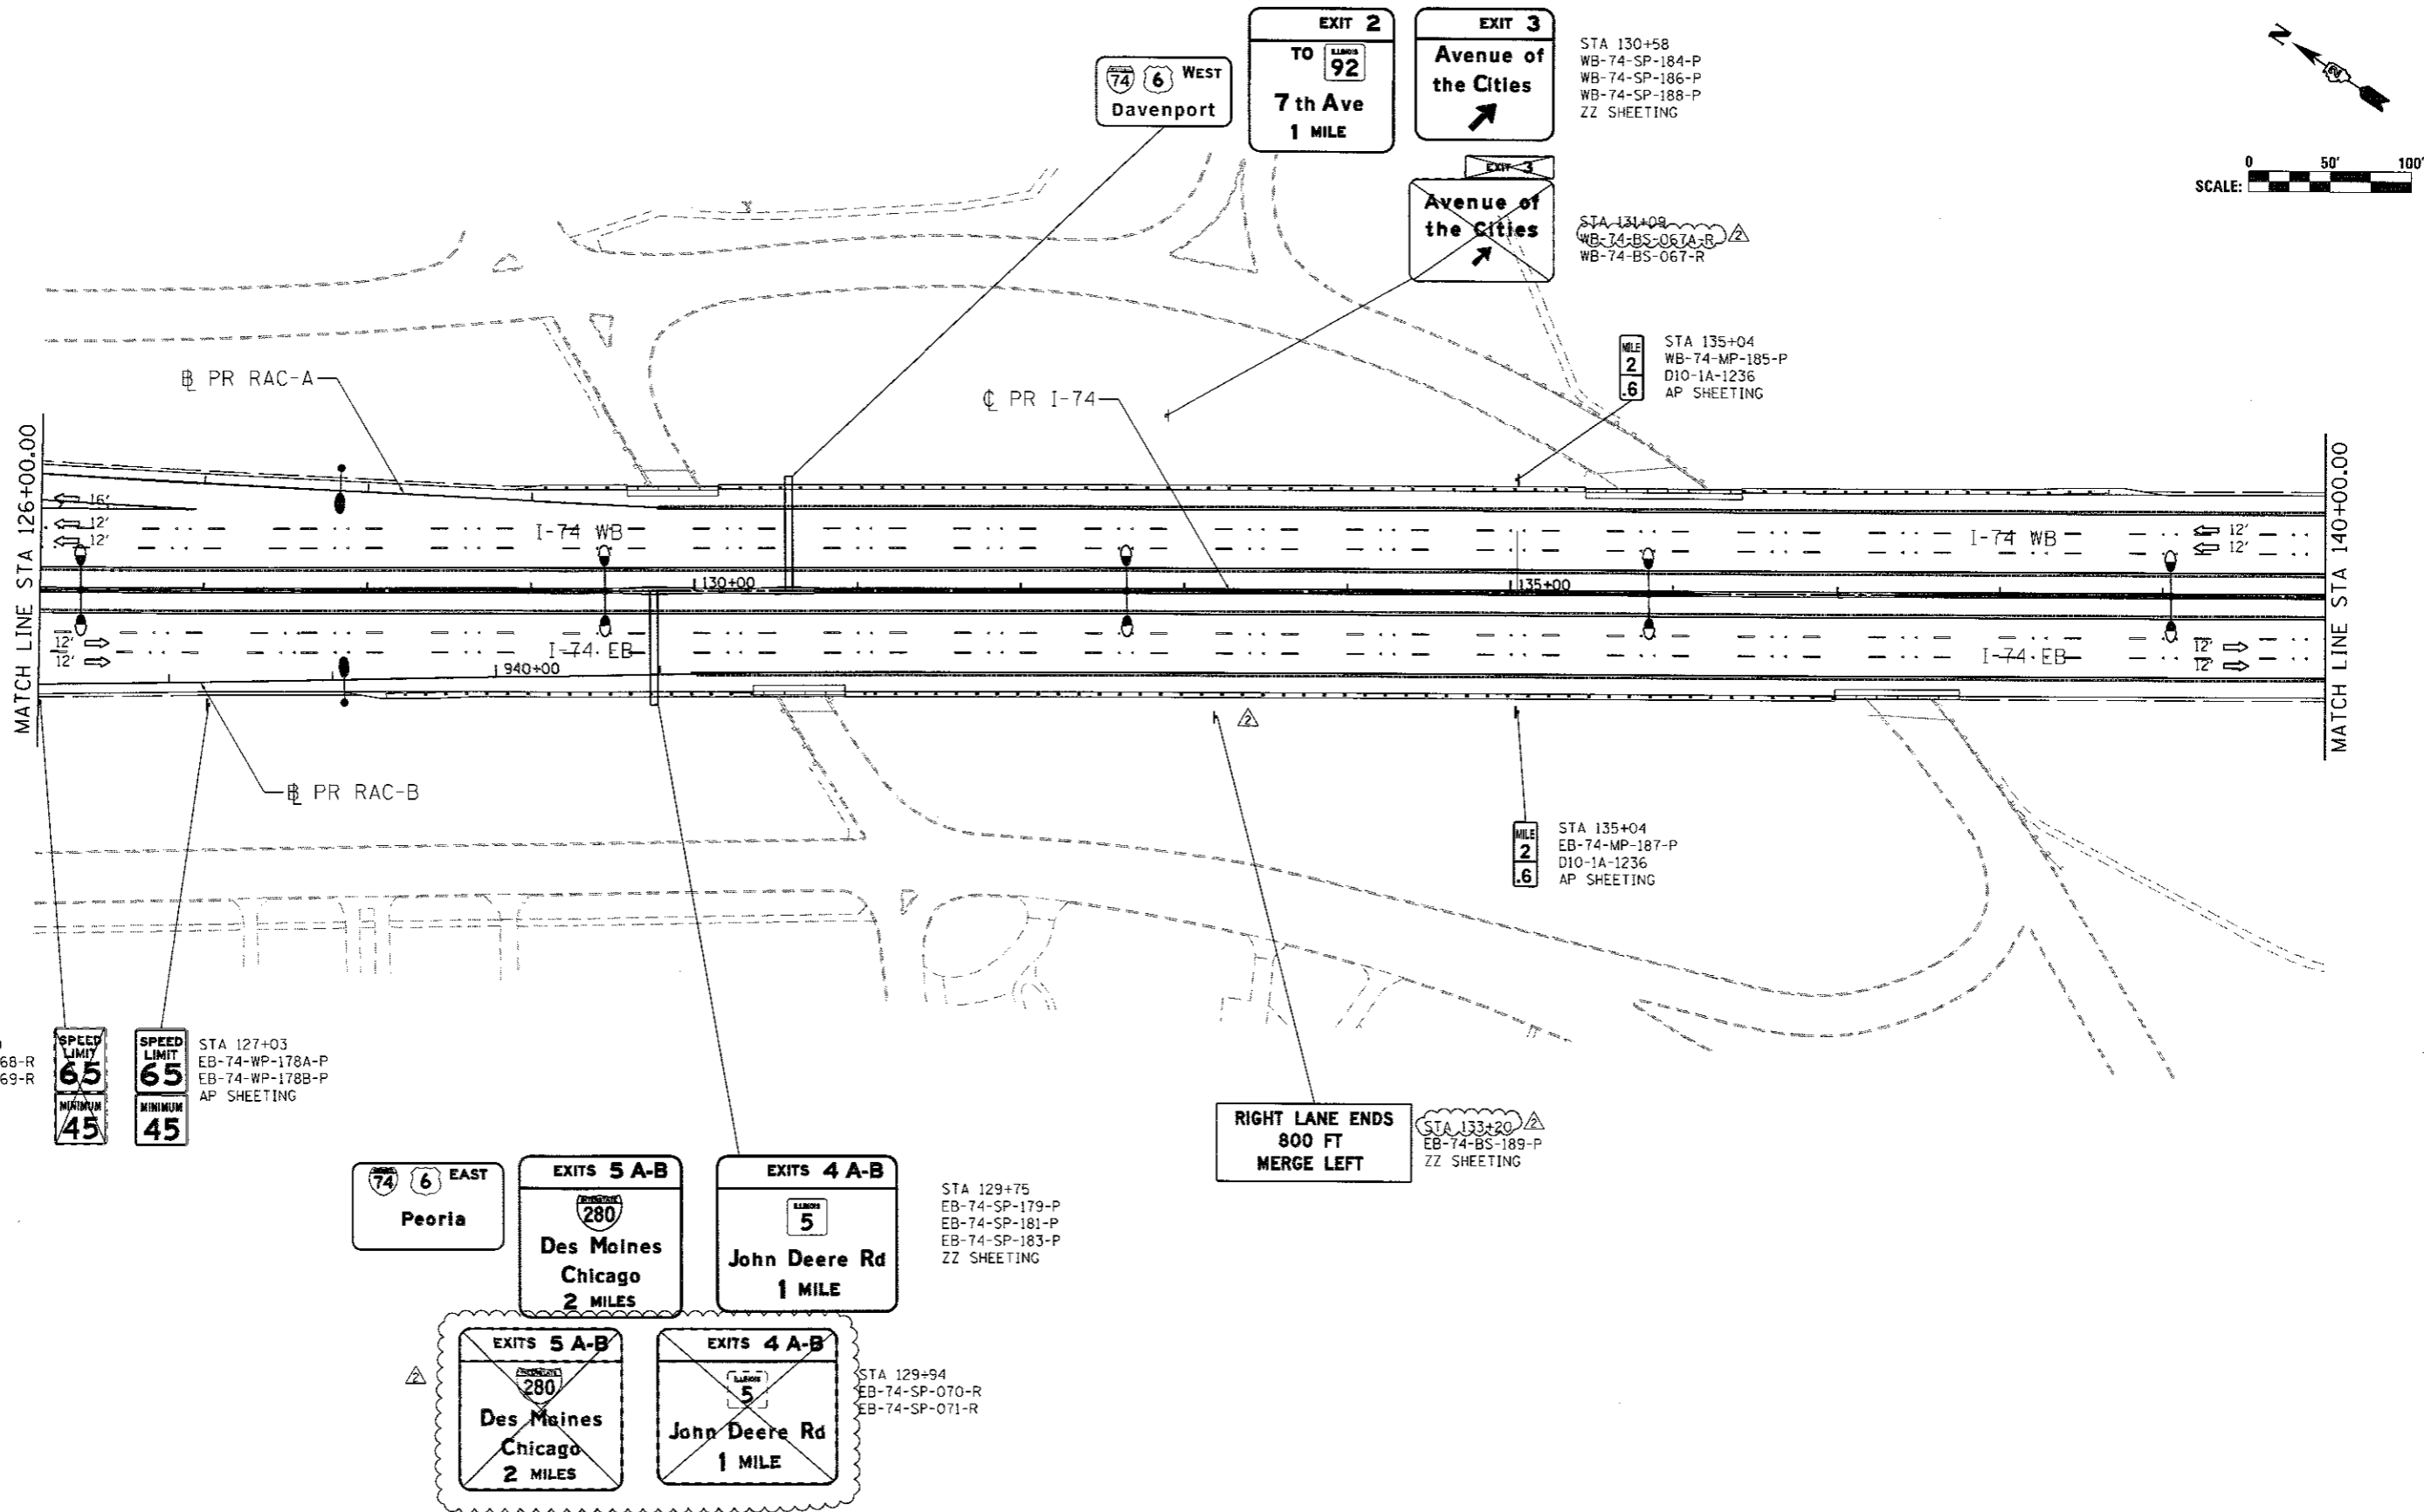 EXIT 2
TO ILLINOIS 92
7 th Ave
1 MILE
EXIT 3
Avenue of
the Cities
STA 130+58
WB-74-SP-184-P
WB-74-SP-186-P
WB-74-SP-188-P
ZZ SHEETING
N
74 6 WEST
Davenport
0 50' 100'
SCALE:
EXIT 3
Avenue of
the Cities
STA 131+09
WB-74-BS-067A-R
WB-74-BS-067-R
2
MILE
2
.6
STA 135+04
WB-74-MP-185-P
D10-1A-1236
AP SHEETING
BL PR RAC-A
CL PR I-74
MATCH LINE STA 126+00.00
MATCH LINE STA 140+00.00
16'
12'
12'
I-74 WB
I-74 WB
12'
12'
130+00
135+00
12'
12'
I-74 EB
940+00
I-74 EB
12'
12'
2
BL PR RAC-B
MILE
2
.6
STA 135+04
EB-74-MP-187-P
D10-1A-1236
AP SHEETING
68-R
69-R
SPEED
LIMIT
65
MINIMUM
45
SPEED
LIMIT
65
MINIMUM
45
STA 127+03
EB-74-WP-178A-P
EB-74-WP-178B-P
AP SHEETING
RIGHT LANE ENDS
800 FT
MERGE LEFT
STA 133+20
EB-74-BS-189-P
ZZ SHEETING
2
74 6 EAST
Peoria
EXITS 5 A-B
INTERSTATE
280
Des Moines
Chicago
2 MILES
EXITS 4 A-B
ILLINOIS
5
John Deere Rd
1 MILE
STA 129+75
EB-74-SP-179-P
EB-74-SP-181-P
EB-74-SP-183-P
ZZ SHEETING
2
EXITS 5 A-B
INTERSTATE
280
Des Moines
Chicago
2 MILES
EXITS 4 A-B
ILLINOIS
5
John Deere Rd
1 MILE
STA 129+94
EB-74-SP-070-R
EB-74-SP-071-R